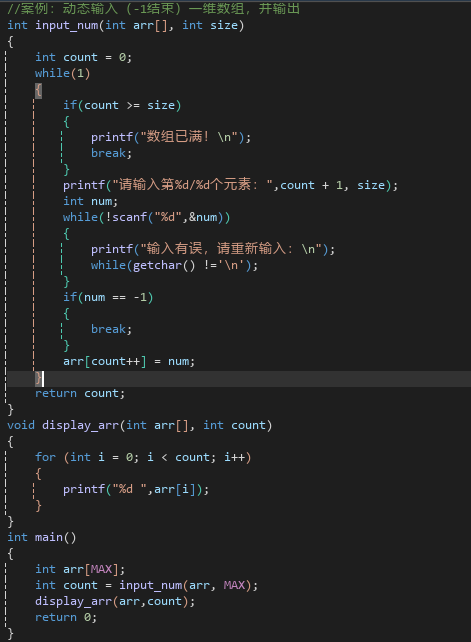 //案例：动态输入（-1结束）一维数组，并输出
int input_num(int arr[], int size)
{
    int count = 0;
    while(1)
    {
        if(count >= size)
        {
            printf("数组已满！\n");
            break;
        }
        printf("请输入第%d/%d个元素：",count + 1, size);
        int num;
        while(!scanf("%d",&num))
        {
            printf("输入有误，请重新输入：\n");
            while(getchar() !='\n');
        }
        if(num == -1)
        {
            break;
        }
        arr[count++] = num;
    }
    return count;
}
void display_arr(int arr[], int count)
{
    for (int i = 0; i < count; i++)
    {
        printf("%d ",arr[i]);
    }
}
int main()
{
    int arr[MAX];
    int count = input_num(arr, MAX);
    display_arr(arr,count);
    return 0;
}